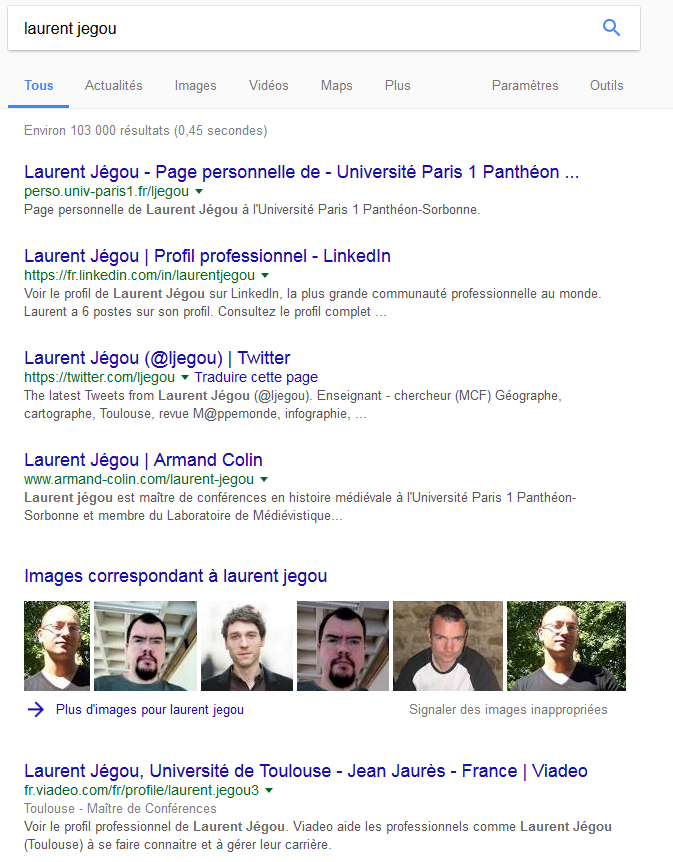 laurent jegou
Tous Actualités Images Vidéos Maps Plus Paramètres Outils
Environ 103 000 résultats (0,45 secondes)
Laurent Jégou - Page personnelle de - Université Paris 1 Panthéon ...
perso.univ-paris1.fr/ljegou
Page personnelle de Laurent Jégou à l'Université Paris 1 Panthéon-Sorbonne.
Laurent Jégou | Profil professionnel - LinkedIn
https://fr.linkedin.com/in/laurentjegou
Voir le profil de Laurent Jégou sur LinkedIn, la plus grande communauté professionnelle au monde.
Laurent a 6 postes sur son profil. Consultez le profil complet ...
Laurent Jégou (@ljegou) | Twitter
https://twitter.com/ljegou Traduire cette page
The latest Tweets from Laurent Jégou (@ljegou). Enseignant - chercheur (MCF) Géographe,
cartographe, Toulouse, revue M@ppemonde, infographie, ...
Laurent Jégou | Armand Colin
www.armand-colin.com/laurent-jegou
Laurent jégou est maître de conférences en histoire médiévale à l'Université Paris 1 Panthéon-
Sorbonne et membre du Laboratoire de Médiévistique...
Images correspondant à laurent jegou
Plus d'images pour laurent jegou Signaler des images inappropriées
Laurent Jégou, Université de Toulouse - Jean Jaurès - France | Viadeo
fr.viadeo.com/fr/profile/laurent.jegou3
Toulouse - Maître de Conférences
Voir le profil professionnel de Laurent Jégou. Viadeo aide les professionnels comme Laurent Jégou
(Toulouse) à se faire connaitre et à gérer leur carrière.